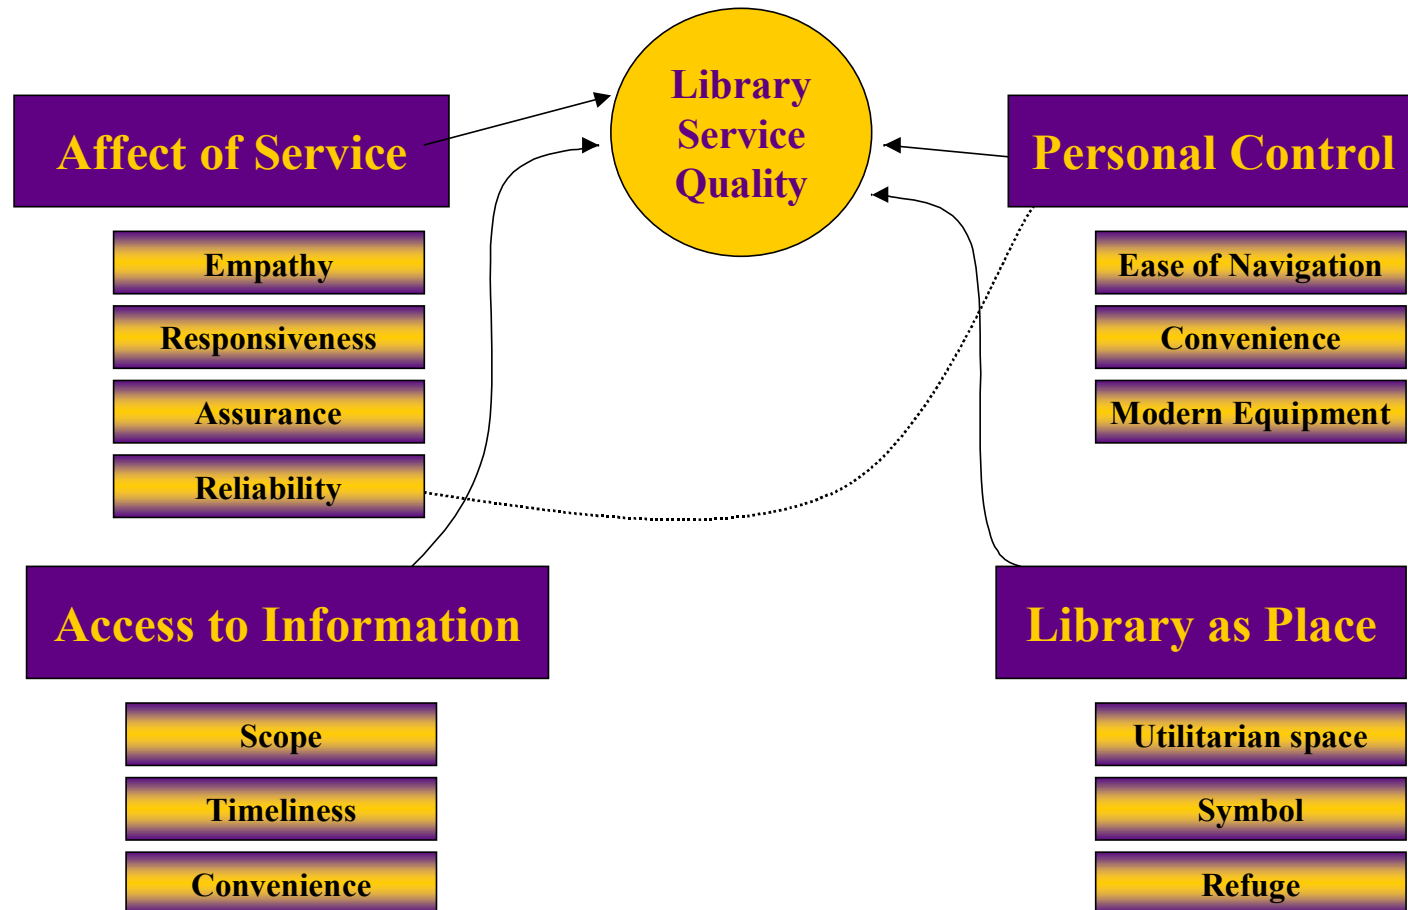 Library
Service
Quality
Affect of Service
Empathy
Responsiveness
Assurance
Reliability
Personal Control
Ease of Navigation
Convenience
Modern Equipment
Access to Information
Scope
Timeliness
Convenience
Library as Place
Utilitarian space
Symbol
Refuge